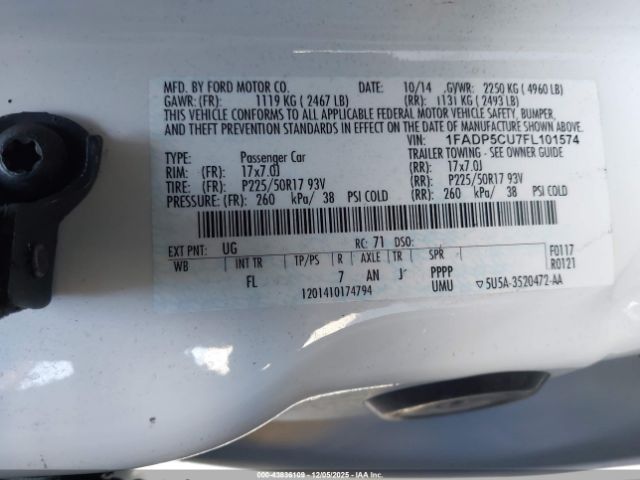 MFD. BY FORD MOTOR CO. DATE: 10/14 GVWR: 2250 KG ( 4960 LB)
GAWR: (FR): 1119 KG ( 2467 LB) (RR): 1131 KG ( 2493 LB)
THIS VEHICLE CONFORMS TO ALL APPLICABLE FEDERAL MOTOR VEHICLE SAFETY, BUMPER,
AND THEFT PREVENTION STANDARDS IN EFFECT ON THE DATE OF MANUFACTURE SHOWN ABOVE.
VIN: 1FADP5CU7FL101574
TYPE: Passenger Car TRAILER TOWING - SEE OWNER GUIDE
RIM: (FR): 17x7.0J (RR): 17x7.0J
TIRE: (FR): P225/50R17 93V (RR): P225/50R17 93V
PRESSURE: (FR): 260 kPa/ 38 PSI COLD (RR): 260 kPa/ 38 PSI COLD
EXT PNT: UG RC: 71 DSO: F0117
WB INT TR TP/PS R AXLE TR SPR R0121
FL 7 AN J PPPP
1201410174794 UMU ▽5U5A-3520472-AA
00-43836109 - 12/05/2025 - IAAI.CA